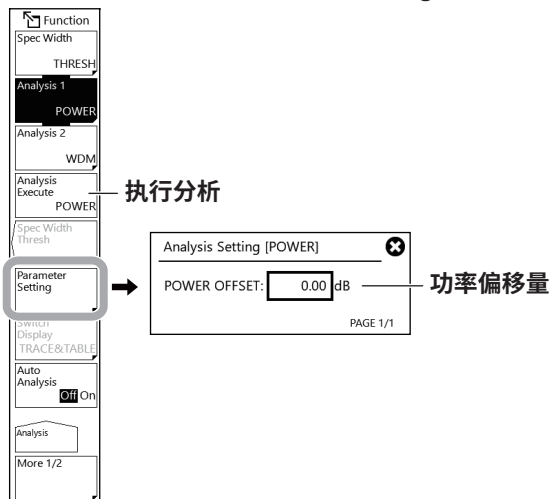 Function
Spec Width
THRESH
Analysis 1
POWER
Analysis 2
WDM
Analysis
Execute
POWER
执行分析
Spec Width
Thresh
Parameter
Setting
Analysis Setting [POWER]
POWER OFFSET: 0.00 dB
功率偏移量
PAGE 1/1
Switch
Display
TRACE&TABLE
Auto
Analysis
Off On
Analysis
More 1/2